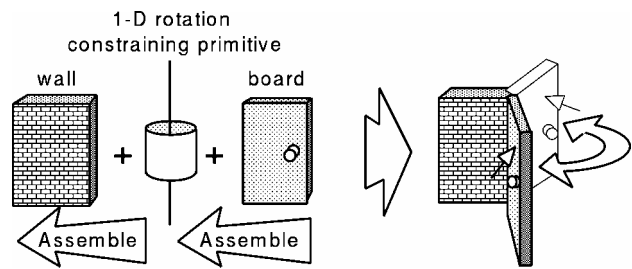 1-D rotation
constraining primitive
wall
board
+
+
Assemble
Assemble